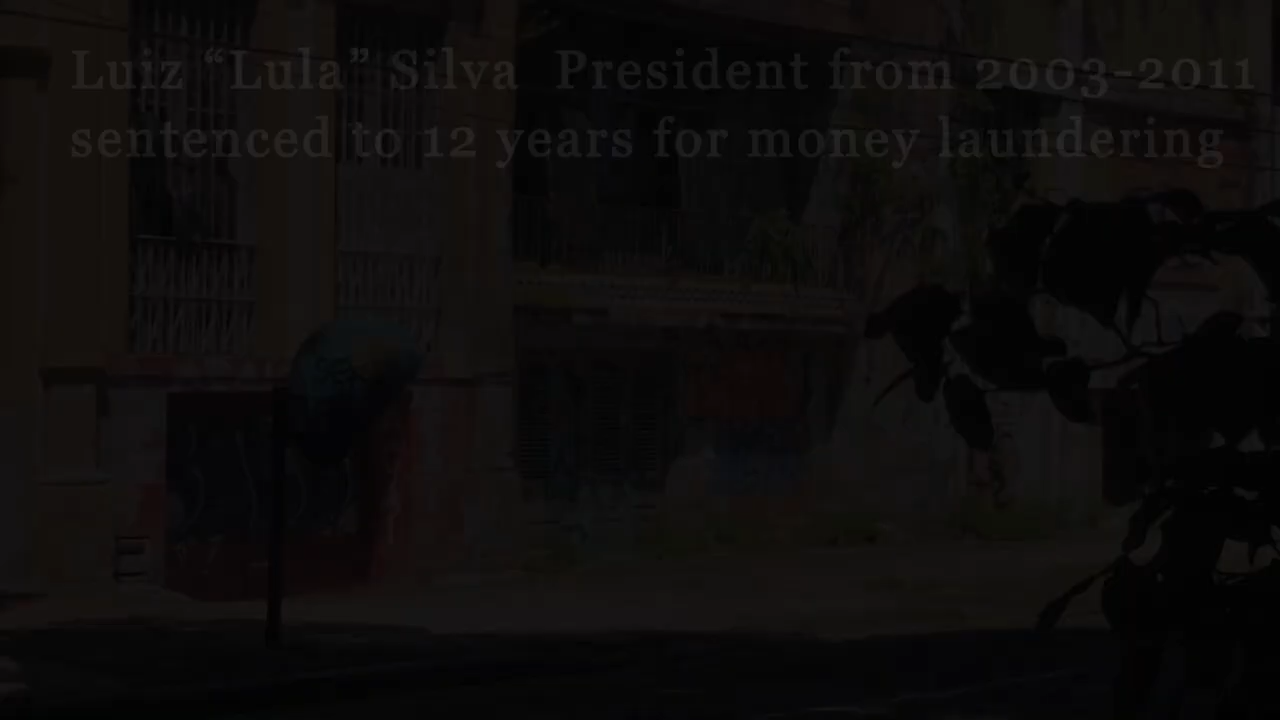 Luiz “Lula” Silva President from 2003-2011
sentenced to 12 years for money laundering